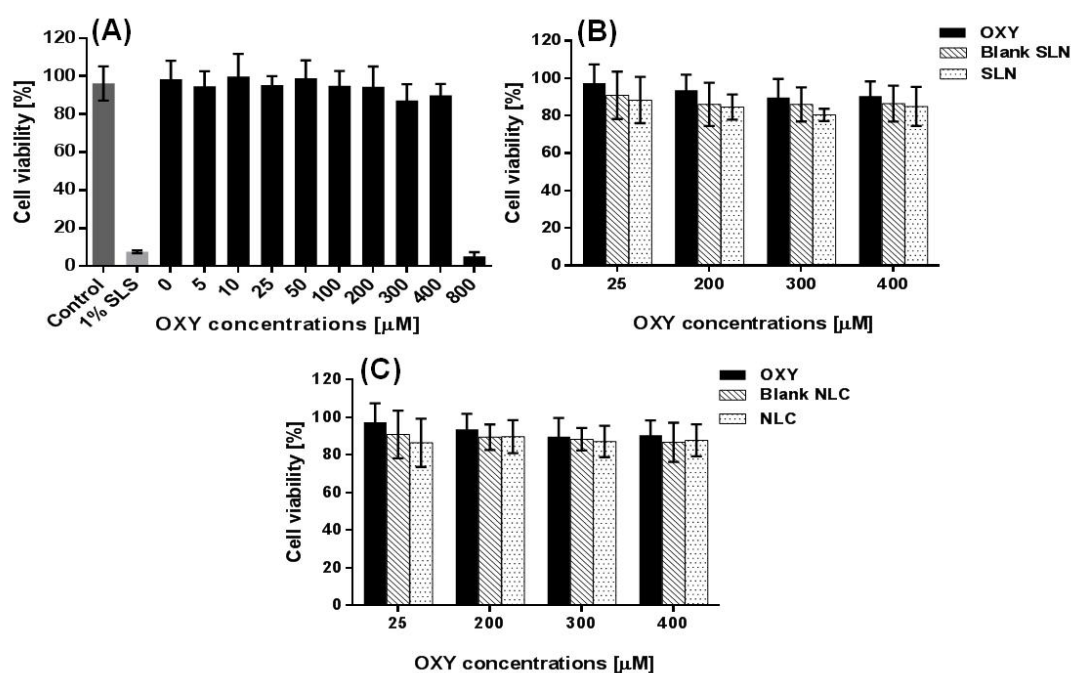 (A)
Cell viability [%]
120
100
80
60
40
20
0
Control
1% SLS
0
5
10
25
50
100
200
300
400
800
OXY concentrations [μM]
(B)
OXY
Blank SLN
SLN
Cell viability [%]
120
100
80
60
40
20
0
25 200 300 400
OXY concentrations [μM]
(C)
OXY
Blank NLC
NLC
Cell viability [%]
120
100
80
60
40
20
0
25 200 300 400
OXY concentrations [μM]